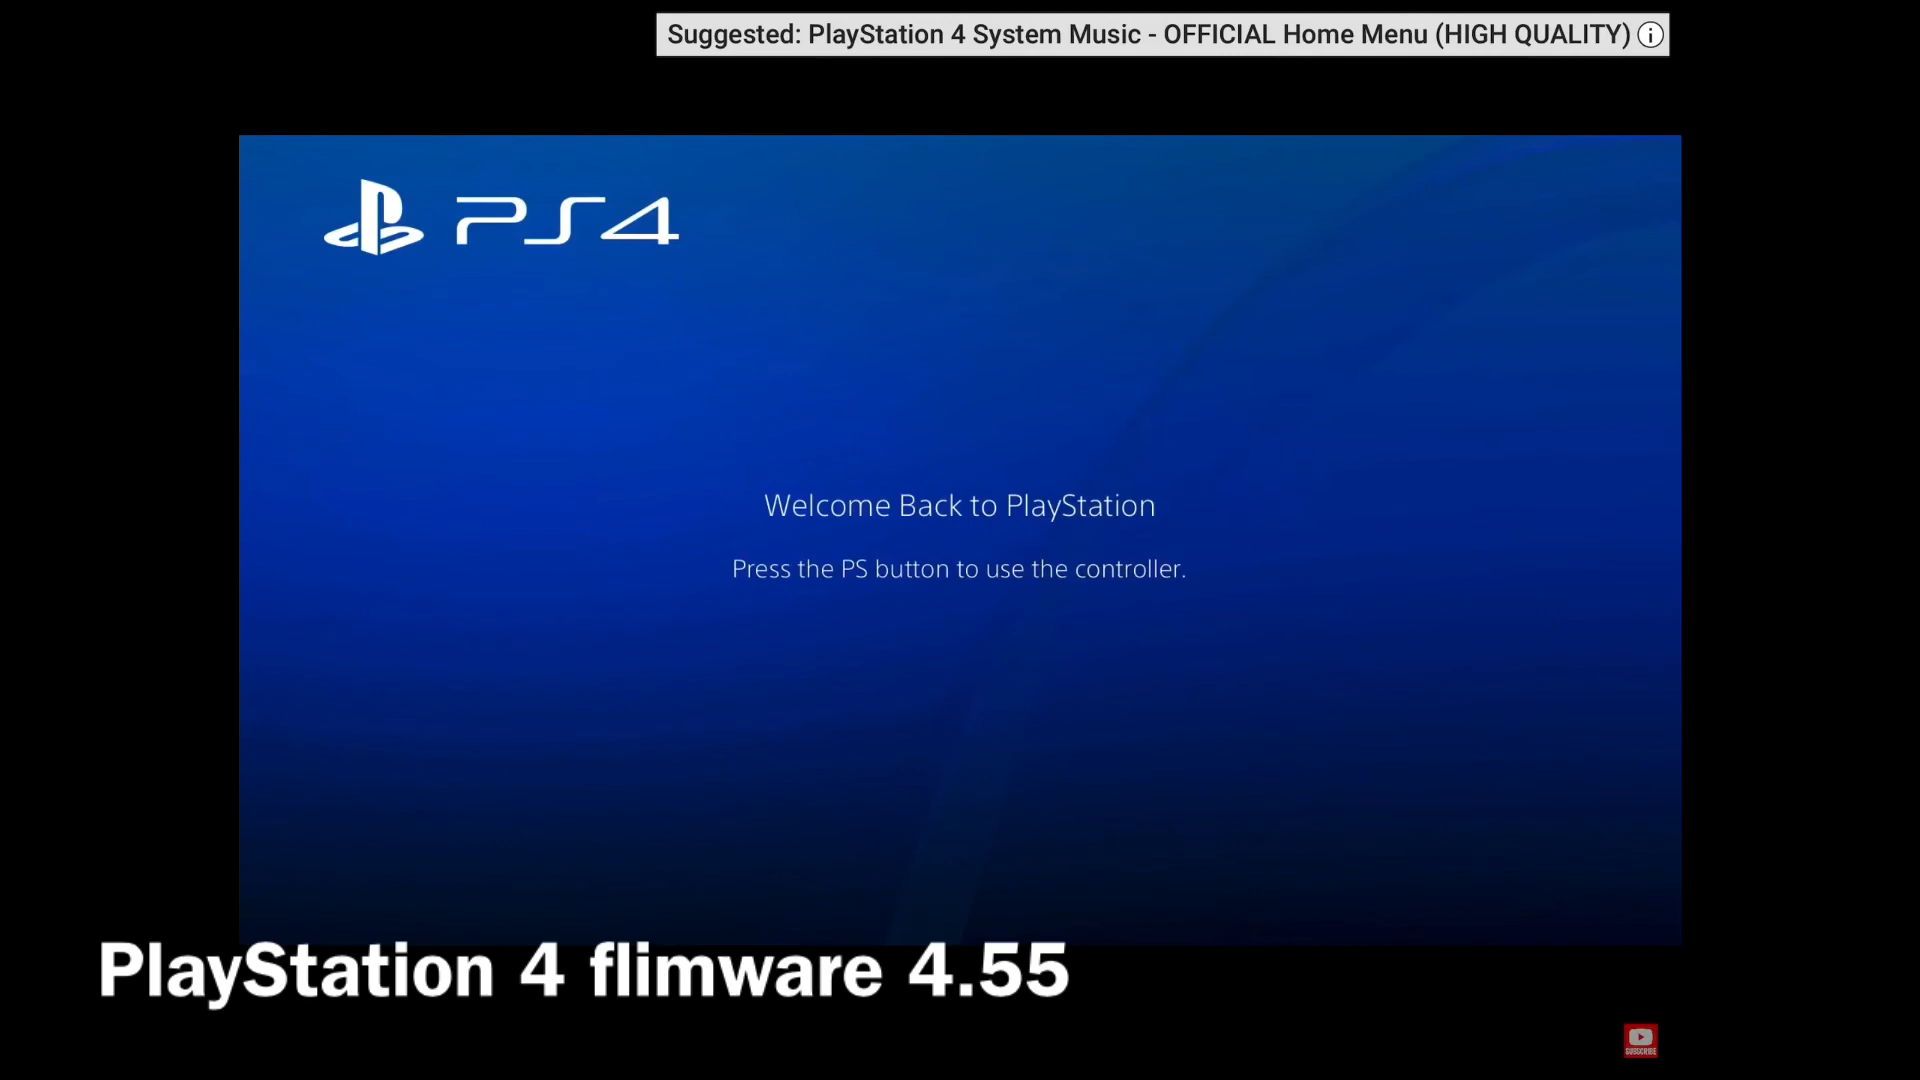 Suggested: PlayStation 4 System Music - OFFICIAL Home Menu (HIGH QUALITY)
PS4
Welcome Back to PlayStation
Press the PS button to use the controller.
PlayStation 4 flimware 4.55
SUBSCRIBE